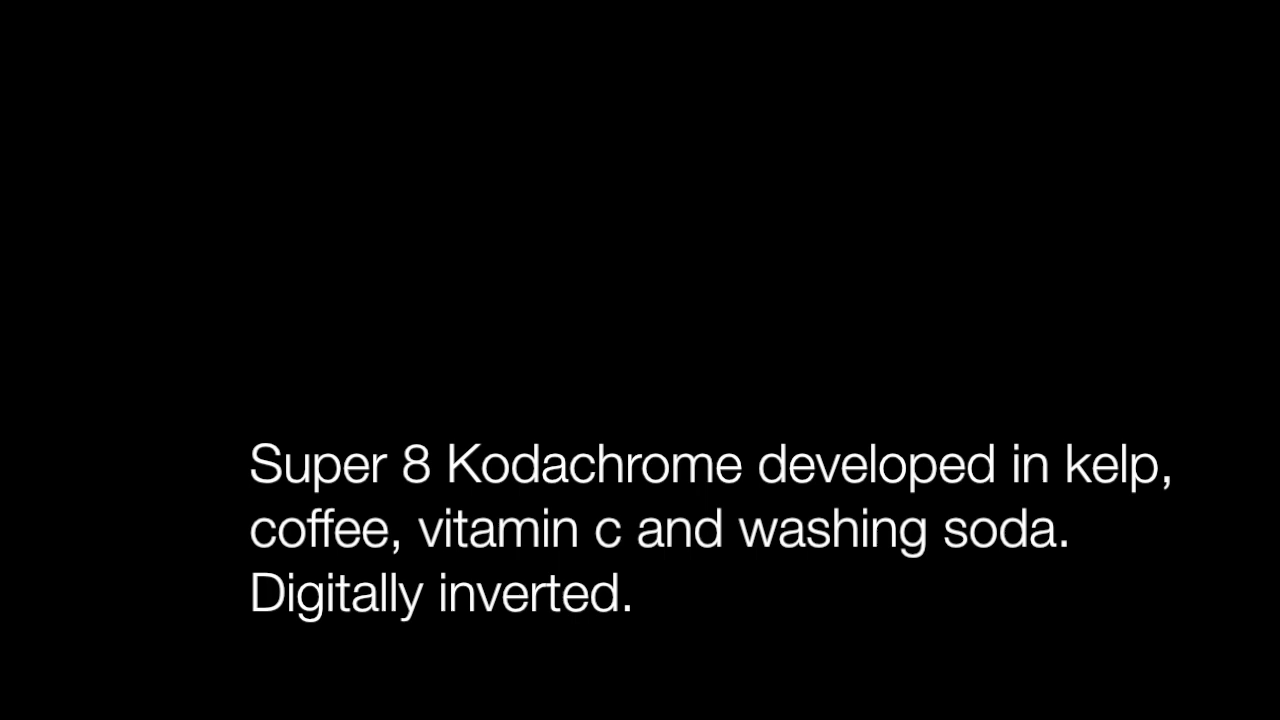 Super 8 Kodachrome developed in kelp,
coffee, vitamin c and washing soda.
Digitally inverted.